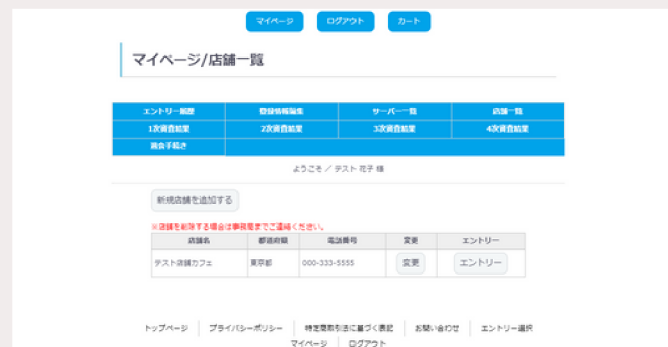 マイページ ログアウト カート
マイページ/店舗一覧
エントリー履歴 登録情報編集 サーバー一覧 店舗一覧
1次審査結果 2次審査結果 3次審査結果 4次審査結果
退会手続き
ようこそ ／ テスト 花子 様
新規店舗を追加する
※店舗を削除する場合は事務局までご連絡ください。
店舗名 都道府県 電話番号 変更 エントリー
テスト店舗カフェ 東京都 000-333-5555 変更 エントリー
トップページ プライバシーポリシー 特定商取引法に基づく表記 お問い合わせ エントリー選択
マイページ ログアウト